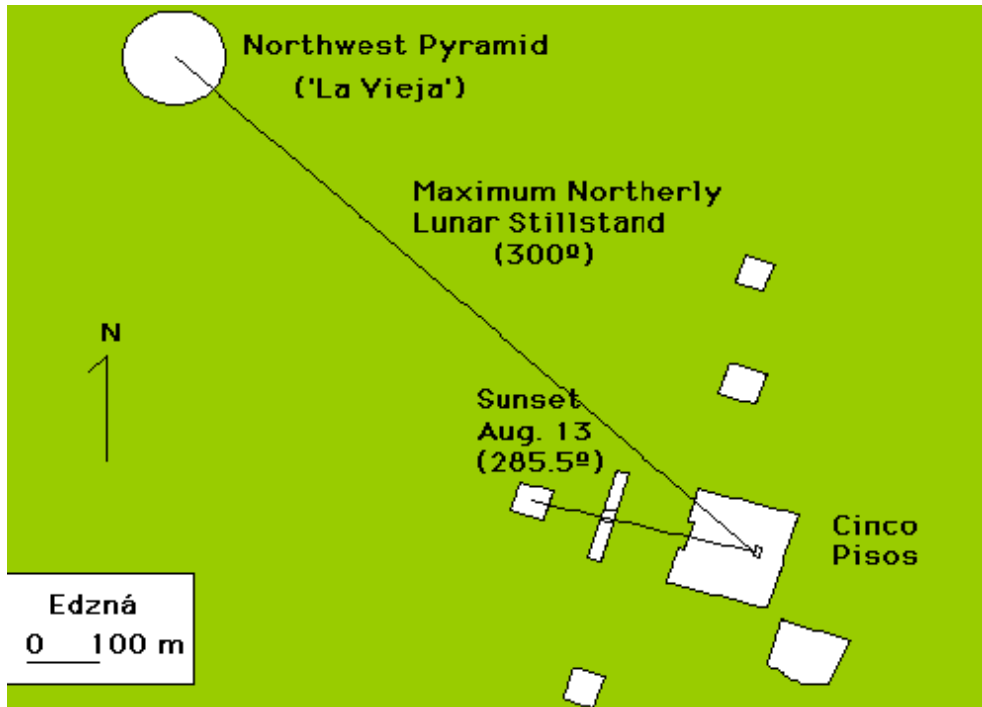 Northwest Pyramid
('La Vieja')
Maximum Northerly
Lunar Stillstand
(300º)
N
Sunset
Aug. 13
(285.5º)
Cinco
Pisos
Edzná
0 100 m